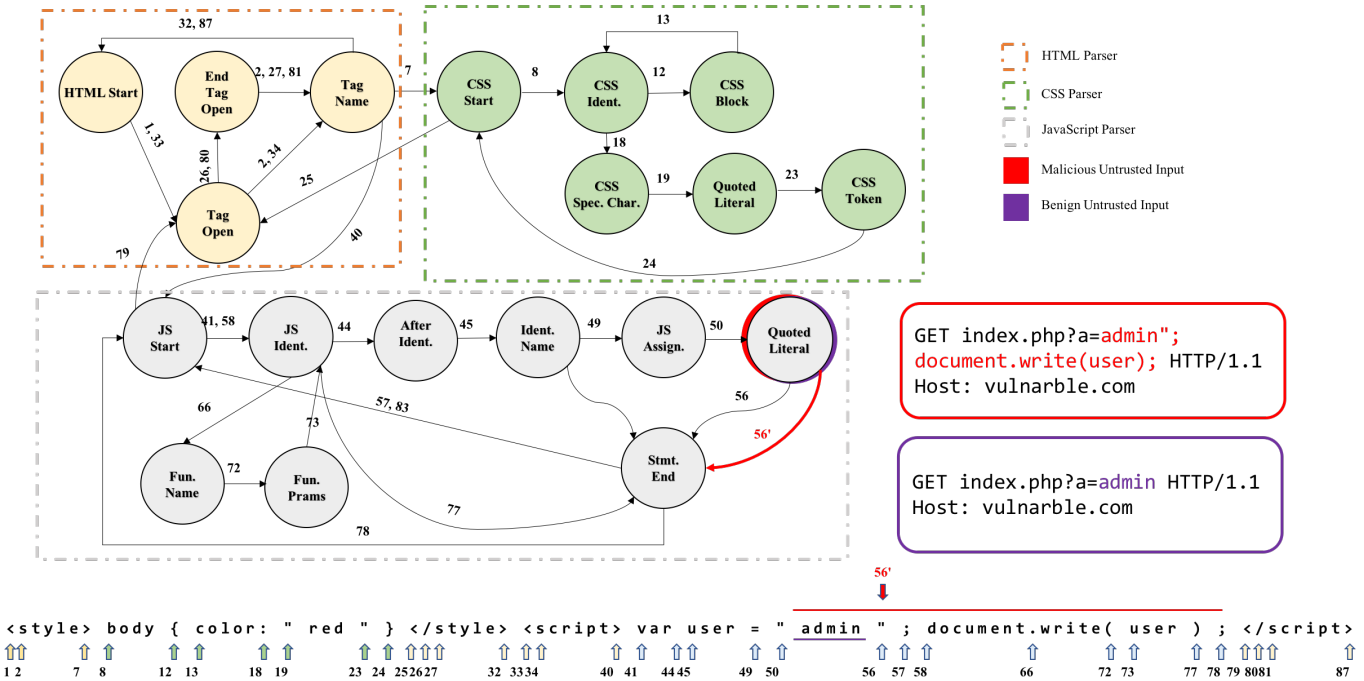 32, 87
13
HTML Start
End
Tag
Open
2, 27, 81
Tag
Name
7
CSS
Start
8
CSS
Ident.
12
CSS
Block
1, 33
26, 80
2, 34
25
18
Tag
Open
40
79
CSS
Spec. Char.
19
Quoted
Literal
23
CSS
Token
24
HTML Parser
CSS Parser
JavaScript Parser
Malicious Untrusted Input
Benign Untrusted Input
JS
Start
41, 58
JS
Ident.
44
After
Ident.
45
Ident.
Name
49
JS
Assign.
50
Quoted
Literal
66
73
57, 83
56
56'
Fun.
Name
72
Fun.
Prams
77
Stmt.
End
78
GET index.php?a=admin";
document.write(user); HTTP/1.1
Host: vulnarble.com
GET index.php?a=admin HTTP/1.1
Host: vulnarble.com
56'
<style> body { color: " red " } </style> <script> var user = " admin " ; document.write( user ) ; </script>
1 2 7 8 12 13 18 19 23 24 25 26 27 32 33 34 40 41 44 45 49 50 56 57 58 66 72 73 77 78 79 80 81 87